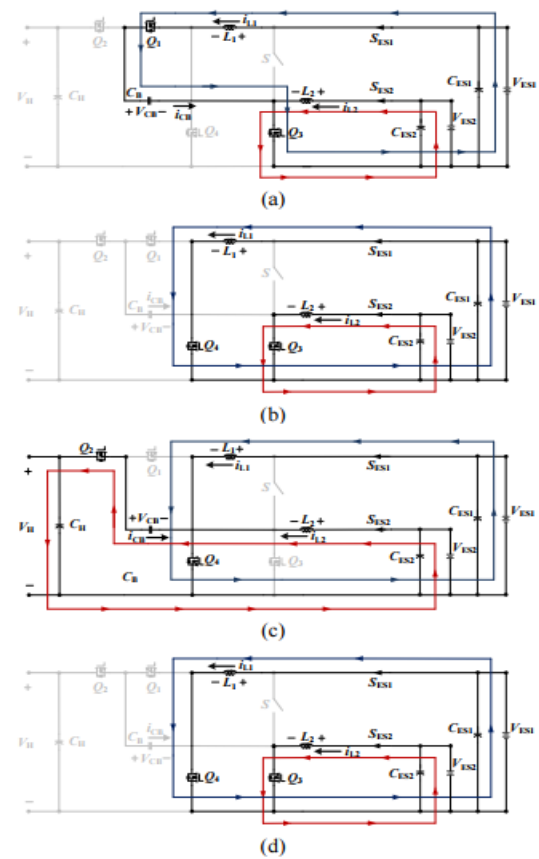 Q2 Q1 iL1 − L1 + SES1
S
VH CH CB + VCB − iCB Q4 − L2 + iL2 SES2 Q3 CES2 VES2 CES1 VES1
+ −
(a)
Q2 Q1 iL1 − L1 + SES1
S
VH CH CB iCB + VCB − Q4 − L2 + iL2 SES2 Q3 CES2 VES2 CES1 VES1
+ −
(b)
Q2 Q1 − L1 + iL1 SES1
S
VH CH + VCB − iCB CB Q4 − L2 + iL2 SES2 Q3 CES2 VES2 CES1 VES1
+ −
(c)
Q2 Q1 iL1 − L1 + SES1
S
VH CH CB iCB + VCB − Q4 − L2 + iL2 SES2 Q3 CES2 VES2 CES1 VES1
+ −
(d)